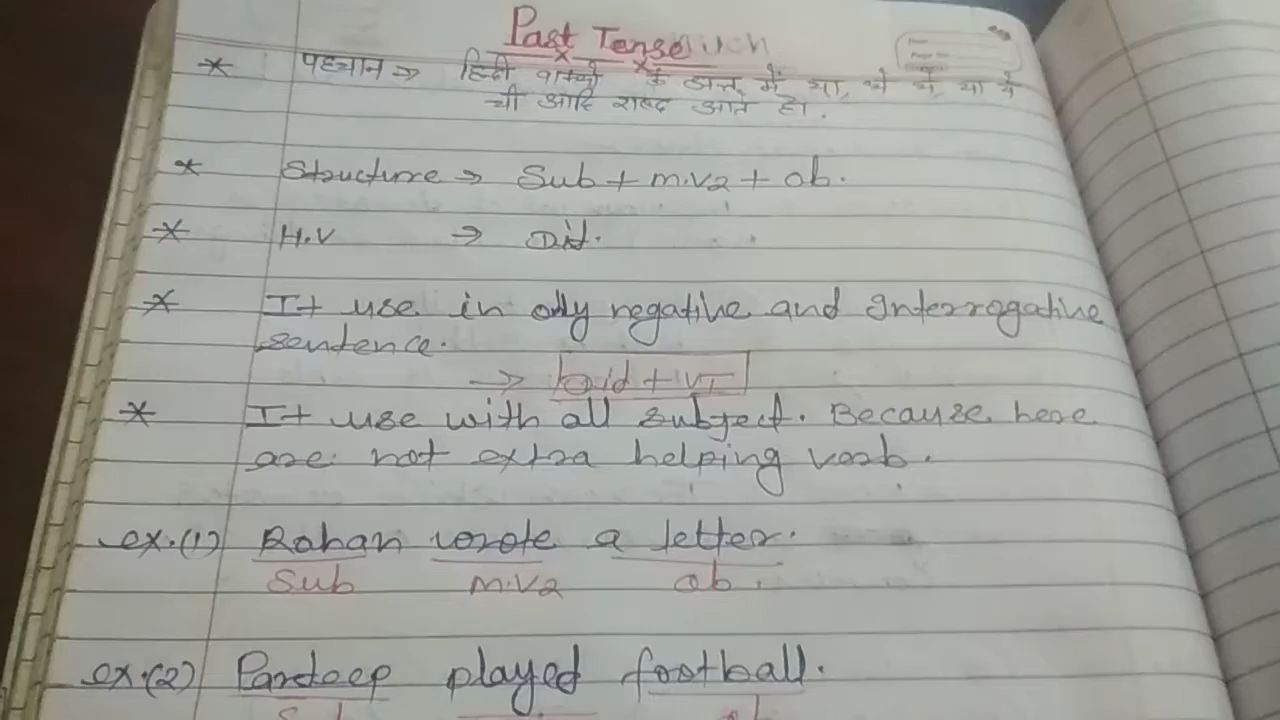 Past Tense
* पहचान ⇒ हिन्दी वाक्यों के अन्त में या, ये
थी आदि शब्द आते है।.
* Structure → Sub + m.v2 + ob.
* H.V → Did.
* It use in only negative and Interrogative
sentence.
→ Did + VI
* It use with all subject. Because here
are not extra helping verb.
ex.(1) Rohan wrote a letter.
Sub m.v2 ob.
ex.(2) Pardeep played football.